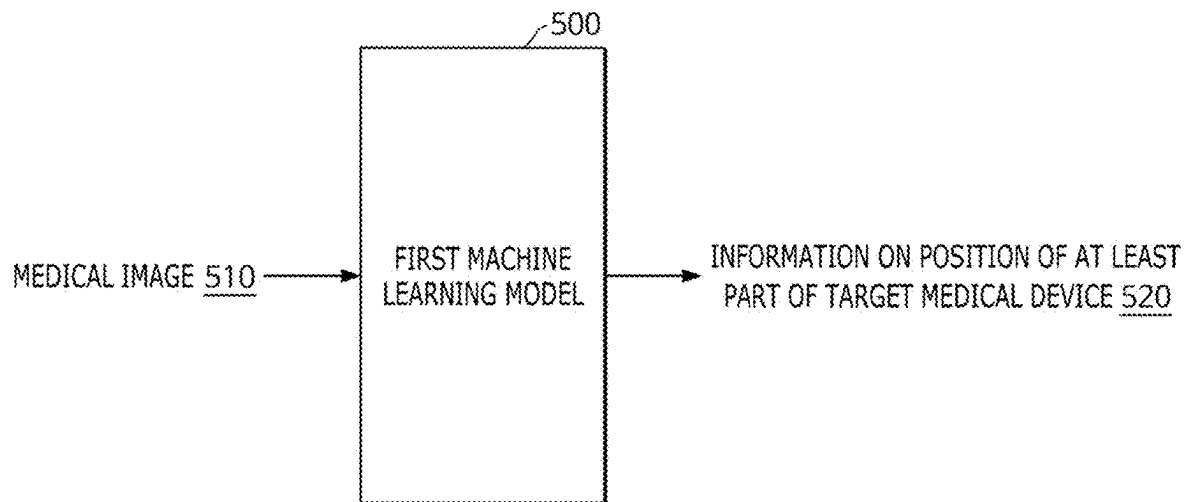 500
MEDICAL IMAGE 510
FIRST MACHINE
LEARNING MODEL
INFORMATION ON POSITION OF AT LEAST
PART OF TARGET MEDICAL DEVICE 520